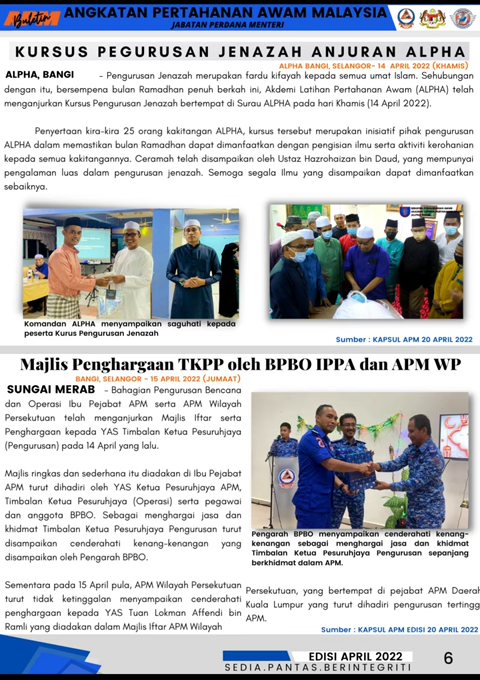 APM
Buletin
ANGKATAN PERTAHANAN AWAM MALAYSIA
JABATAN PERDANA MENTERI
KURSUS PEGURUSAN JENAZAH ANJURAN ALPHA
ALPHA BANGI, SELANGOR- 14 APRIL 2022 (KHAMIS)
ALPHA, BANGI - Pengurusan Jenazah merupakan fardu kifayah kepada semua umat Islam. Sehubungan
dengan itu, bersempena bulan Ramadhan penuh berkah ini, Akdemi Latihan Pertahanan Awam (ALPHA) telah
menganjurkan Kursus Pengurusan Jenazah bertempat di Surau ALPHA pada hari Khamis (14 April 2022).
Penyertaan kira-kira 25 orang kakitangan ALPHA, kursus tersebut merupakan inisiatif pihak pengurusan
ALPHA dalam memastikan bulan Ramadhan dapat dimanfaatkan dengan pengisian ilmu serta aktiviti kerohanian
kepada semua kakitangannya. Ceramah telah disampaikan oleh Ustaz Hazrohaizan bin Daud, yang mempunyai
pengalaman luas dalam pengurusan jenazah. Semoga segala Ilmu yang disampaikan dapat dimanfaatkan
sebaiknya.
Komandan ALPHA menyampaikan saguhati kepada
peserta Kurus Pengurusan Jenazah
Sumber : KAPSUL APM 20 APRIL 2022
Majlis Penghargaan TKPP oleh BPBO IPPA dan APM WP
BANGI, SELANGOR - 15 APRIL 2022 (JUMAAT)
SUNGAI MERAB - Bahagian Pengurusan Bencana
dan Operasi Ibu Pejabat APM serta APM Wilayah
Persekutuan telah menganjurkan Majlis Iftar serta
Penghargaan kepada YAS Timbalan Ketua Pesuruhjaya
(Pengurusan) pada 14 April yang lalu.
Majlis ringkas dan sederhana itu diadakan di Ibu Pejabat
APM turut dihadiri oleh YAS Ketua Pesuruhjaya APM,
Timbalan Ketua Pesuruhjaya (Operasi) serta pegawai
dan anggota BPBO. Sebagai menghargai jasa dan
khidmat Timbalan Ketua Pesuruhjaya Pengurusan turut
disampaikan cenderahati kenang-kenangan yang
disampaikan oleh Pengarah BPBO.
Sementara pada 15 April pula, APM Wilayah Persekutuan
turut tidak ketinggalan menyampaikan cenderahati
penghargaan kepada YAS Tuan Lokman Affendi bin
Ramli yang diadakan dalam Majlis Iftar APM Wilayah
Pengarah BPBO menyampaikan cenderahati kenang-
kenangan sebagai menghargai jasa dan khidmat
Timbalan Ketua Pesuruhjaya Pengurusan sepanjang
berkhidmat dalam APM.
Persekutuan, yang bertempat di pejabat APM Daerah
Kuala Lumpur yang turut dihadiri pengurusan tertingg
APM.
Sumber : KAPSUL APM EDISI 20 APRIL 2022
EDISI APRIL 2022
SEDIA.PANTAS.BERINTEGRITI
6